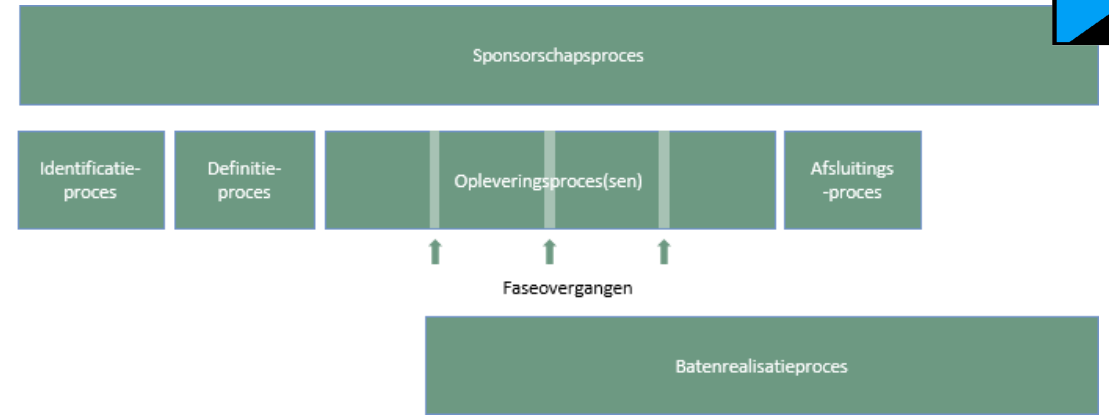 Sponsorschapsproces
Identificatie-
proces
Definitie-
proces
Opleveringsproces(sen)
Afsluitings
-proces
Faseovergangen
Batenrealisatieproces